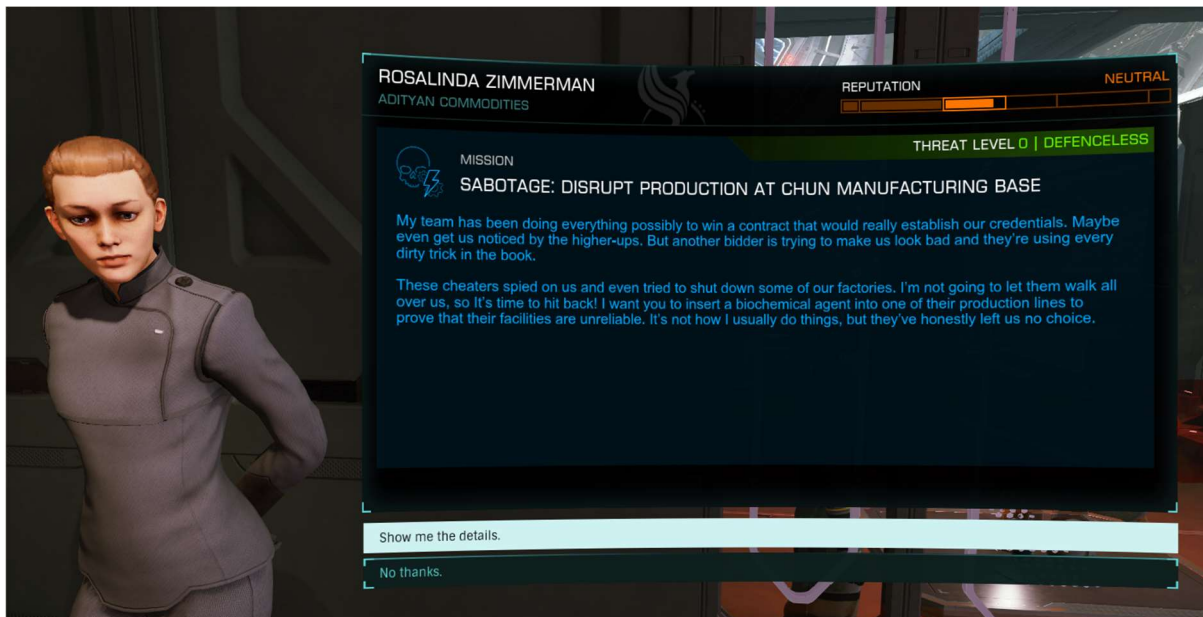 ROSALINDA ZIMMERMAN
ADITYAN COMMODITIES
REPUTATION
NEUTRAL
THREAT LEVEL 0 | DEFENCELESS
MISSION
SABOTAGE: DISRUPT PRODUCTION AT CHUN MANUFACTURING BASE
My team has been doing everything possibly to win a contract that would really establish our credentials. Maybe
even get us noticed by the higher-ups. But another bidder is trying to make us look bad and they're using every
dirty trick in the book.
These cheaters spied on us and even tried to shut down some of our factories. I'm not going to let them walk all
over us, so It's time to hit back! I want you to insert a biochemical agent into one of their production lines to
prove that their facilities are unreliable. It's not how I usually do things, but they've honestly left us no choice.
Show me the details.
No thanks.